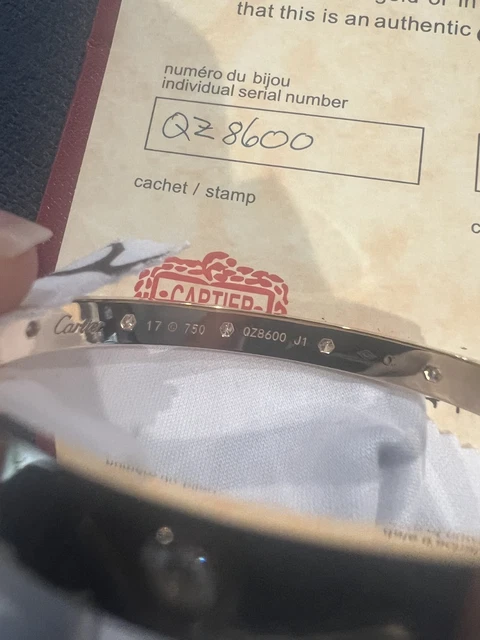 that this is an authentic
numéro du bijou
individual serial number
QZ8600
cachet / stamp
CARTIER
Cartier 17 © 750 QZ8600 J1